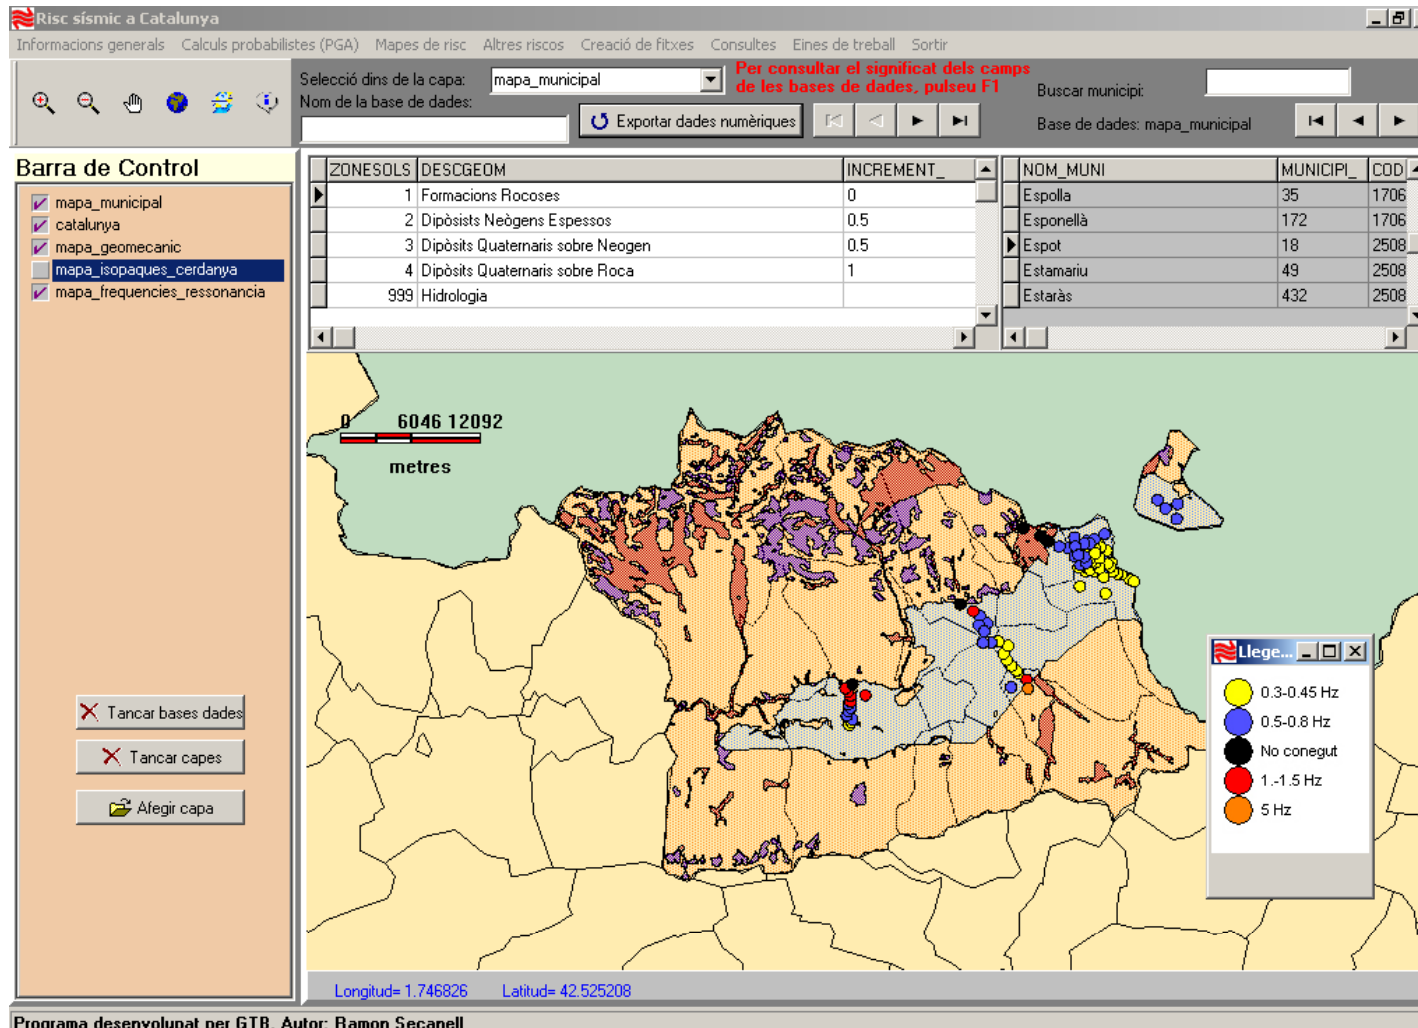 Risc sísmic a Catalunya
Informacions generals Calculs probabilistes (PGA) Mapes de risc Altres riscos Creació de fitxes Consultes Eines de treball Sortir
Selecció dins de la capa: mapa_municipal
Per consultar el significat dels camps
de les bases de dades, pulseu F1
Nom de la base de dades:
Exportar dades numèriques
Buscar municipi:
Base de dades: mapa_municipal
Barra de Control
mapa_municipal
catalunya
mapa_geomecanic
mapa_isopaques_cerdanya
mapa_frequencies_ressonancia
Tancar bases dades
Tancar capes
Afegir capa
ZONESOLS DESCGEOM INCREMENT_
1 Formacions Rocoses 0
2 Dipòsists Neògens Espessos 0.5
3 Dipòsits Quaternaris sobre Neogen 0.5
4 Dipòsits Quaternaris sobre Roca 1
999 Hidrologia
NOM_MUNI MUNICIPI_ COD
Espolla 35 1706
Esponellà 172 1706
Espot 18 2508
Estamariu 49 2508
Estaràs 432 2508
0 6046 12092
metres
Llege...
0.3-0.45 Hz
0.5-0.8 Hz
No conegut
1.-1.5 Hz
5 Hz
Longitud= 1.746826 Latitud= 42.525208
Programa desenvolupat per GTB. Autor: Ramon Secanell